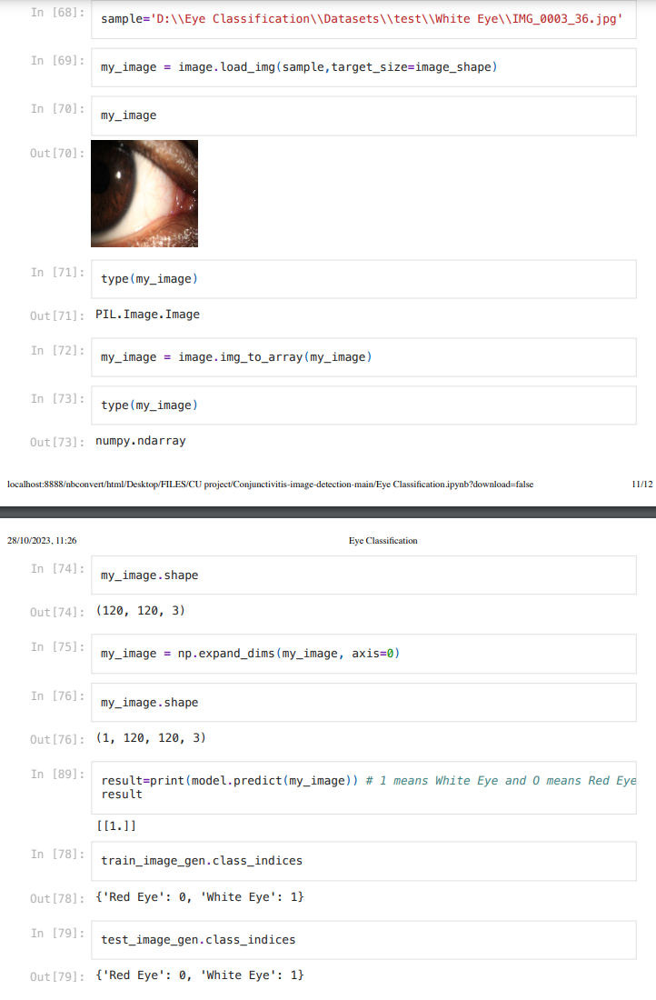 In [68]: sample='D:\\Eye Classification\\Datasets\\test\\White Eye\\IMG_0003_36.jpg'
In [69]: my_image = image.load_img(sample,target_size=image_shape)
In [70]: my_image
Out[70]:
In [71]: type(my_image)
Out[71]: PIL.Image.Image
In [72]: my_image = image.img_to_array(my_image)
In [73]: type(my_image)
Out[73]: numpy.ndarray
localhost:8888/nbconvert/html/Desktop/FILES/CU project/Conjunctivitis-image-detection-main/Eye Classification.ipynb?download=false 11/12
28/10/2023, 11:26 Eye Classification
In [74]: my_image.shape
Out[74]: (120, 120, 3)
In [75]: my_image = np.expand_dims(my_image, axis=0)
In [76]: my_image.shape
Out[76]: (1, 120, 120, 3)
In [89]: result=print(model.predict(my_image)) # 1 means White Eye and O means Red Eye
result
[[1.]]
In [78]: train_image_gen.class_indices
Out[78]: {'Red Eye': 0, 'White Eye': 1}
In [79]: test_image_gen.class_indices
Out[79]: {'Red Eye': 0, 'White Eye': 1}